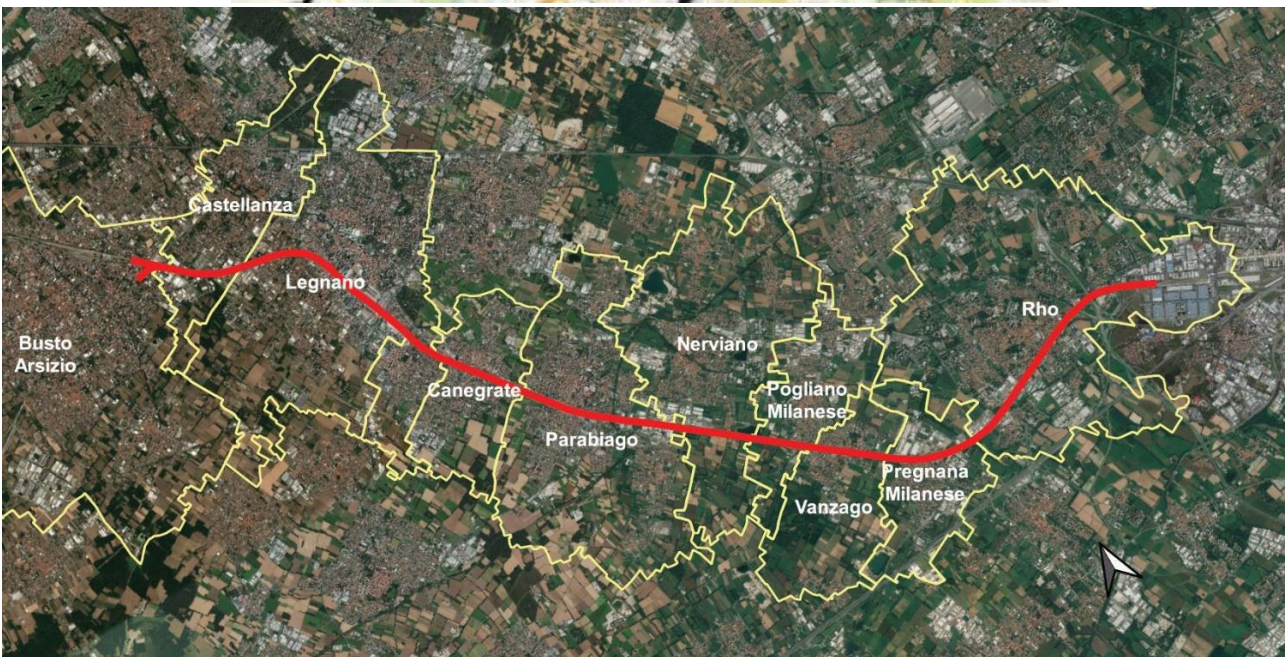 Castellanza
Legnano
Busto
Arsizio
Canegrate
Parabiago
Nerviano
Pogliano
Milanese
Vanzago
Pregnana
Milanese
Rho